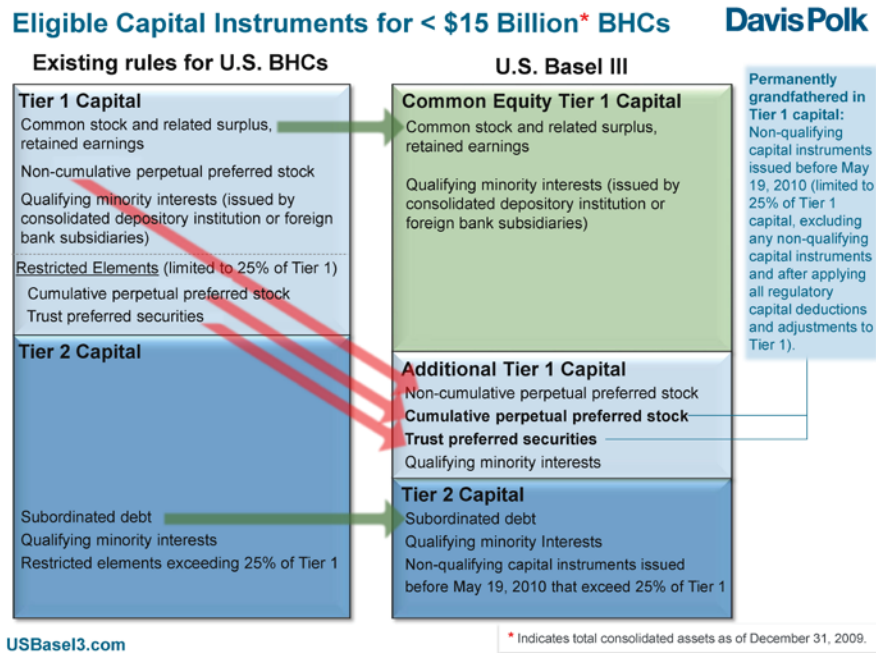 Eligible Capital Instruments for < $15 Billion* BHCs
DavisPolk
Existing rules for U.S. BHCs
Tier 1 Capital
Common stock and related surplus,
retained earnings
Non-cumulative perpetual preferred stock
Qualifying minority interests (issued by
consolidated depository institution or foreign
bank subsidiaries)
Restricted Elements (limited to 25% of Tier 1)
Cumulative perpetual preferred stock
Trust preferred securities
Tier 2 Capital
Subordinated debt
Qualifying minority interests
Restricted elements exceeding 25% of Tier 1
U.S. Basel III
Common Equity Tier 1 Capital
Common stock and related surplus,
retained earnings
Qualifying minority interests (issued by
consolidated depository institution or
foreign bank subsidiaries)
Additional Tier 1 Capital
Non-cumulative perpetual preferred stock
Cumulative perpetual preferred stock
Trust preferred securities
Qualifying minority interests
Tier 2 Capital
Subordinated debt
Qualifying minority Interests
Non-qualifying capital instruments issued
before May 19, 2010 that exceed 25% of Tier 1
Permanently
grandfathered in
Tier 1 capital:
Non-qualifying
capital instruments
issued before May
19, 2010 (limited to
25% of Tier 1
capital, excluding
any non-qualifying
capital instruments
and after applying
all regulatory
capital deductions
and adjustments to
Tier 1).
USBasel3.com
* Indicates total consolidated assets as of December 31, 2009.